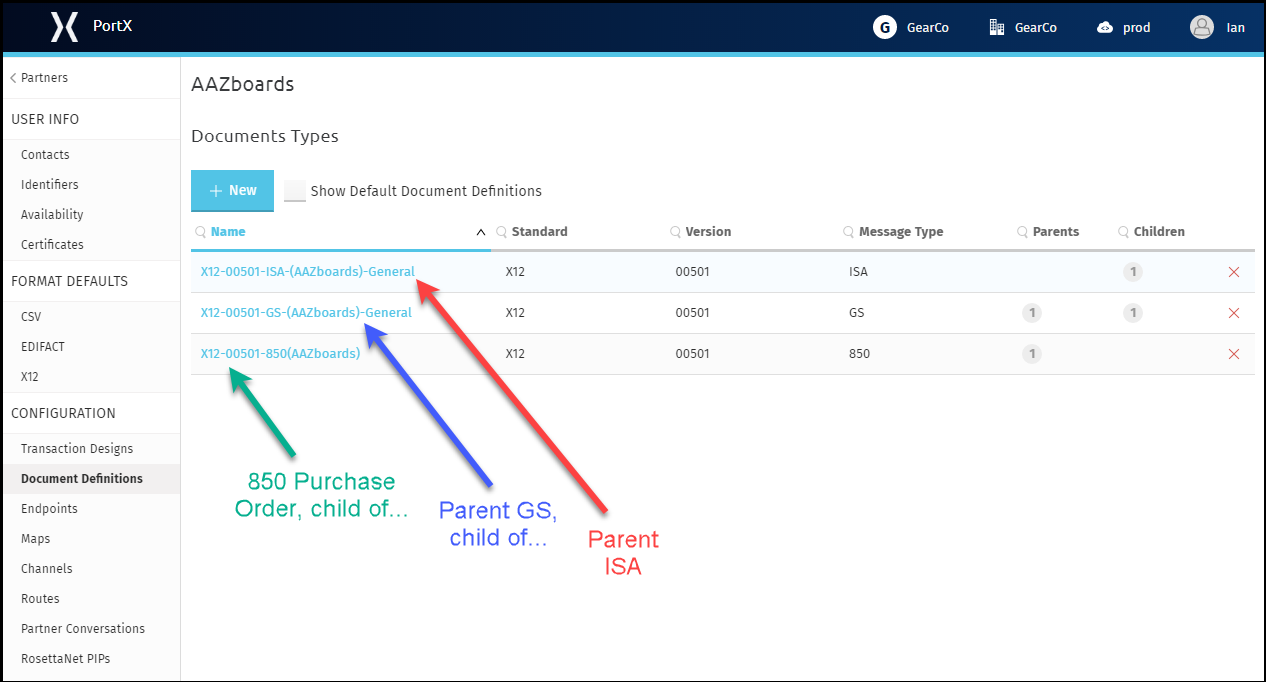 PortX
G GearCo
GearCo
prod
Ian
Partners
USER INFO
Contacts
Identifiers
Availability
Certificates
FORMAT DEFAULTS
CSV
EDIFACT
X12
CONFIGURATION
Transaction Designs
Document Definitions
Endpoints
Maps
Channels
Routes
Partner Conversations
RosettaNet PIPs
AAZboards
Documents Types
+ New
Show Default Document Definitions
Name Standard Version Message Type Parents Children
X12-00501-ISA-(AAZboards)-General X12 00501 ISA 1
X12-00501-GS-(AAZboards)-General X12 00501 GS 1 1
X12-00501-850(AAZboards) X12 00501 850 1
850 Purchase
Order, child of...
Parent GS,
child of...
Parent
ISA